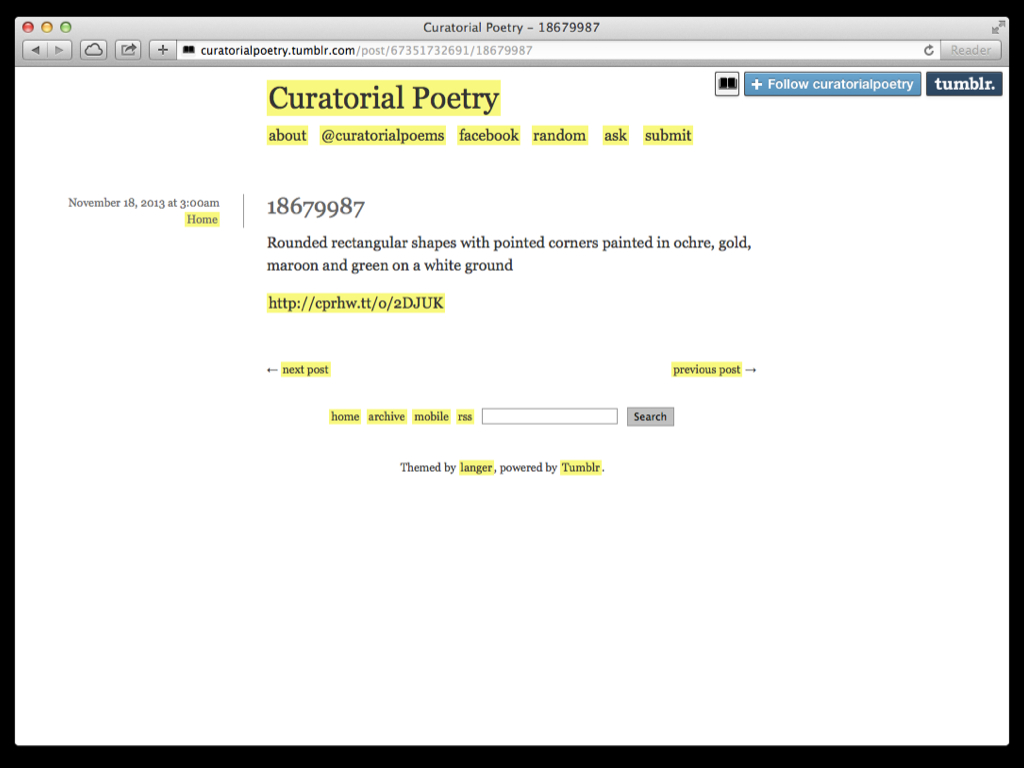 Curatorial Poetry – 18679987
curatorialpoetry.tumblr.com/post/67351732691/18679987
Reader
+ Follow curatorialpoetry
tumblr.
Curatorial Poetry
about @curatorialpoems facebook random ask submit
November 18, 2013 at 3:00am
Home
18679987
Rounded rectangular shapes with pointed corners painted in ochre, gold,
maroon and green on a white ground
http://cprhw.tt/o/2DJUK
← next post
previous post →
home archive mobile rss Search
Themed by langer, powered by Tumblr.